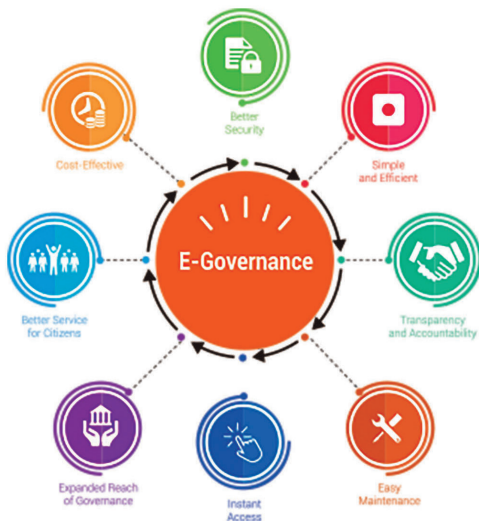 Better
Security
Cost-Effective
Simple
and Efficient
E-Governance
Better Service
for Citizens
Transparency
and Accountability
Expanded Reach
of Governance
Instant
Access
Easy
Maintenance